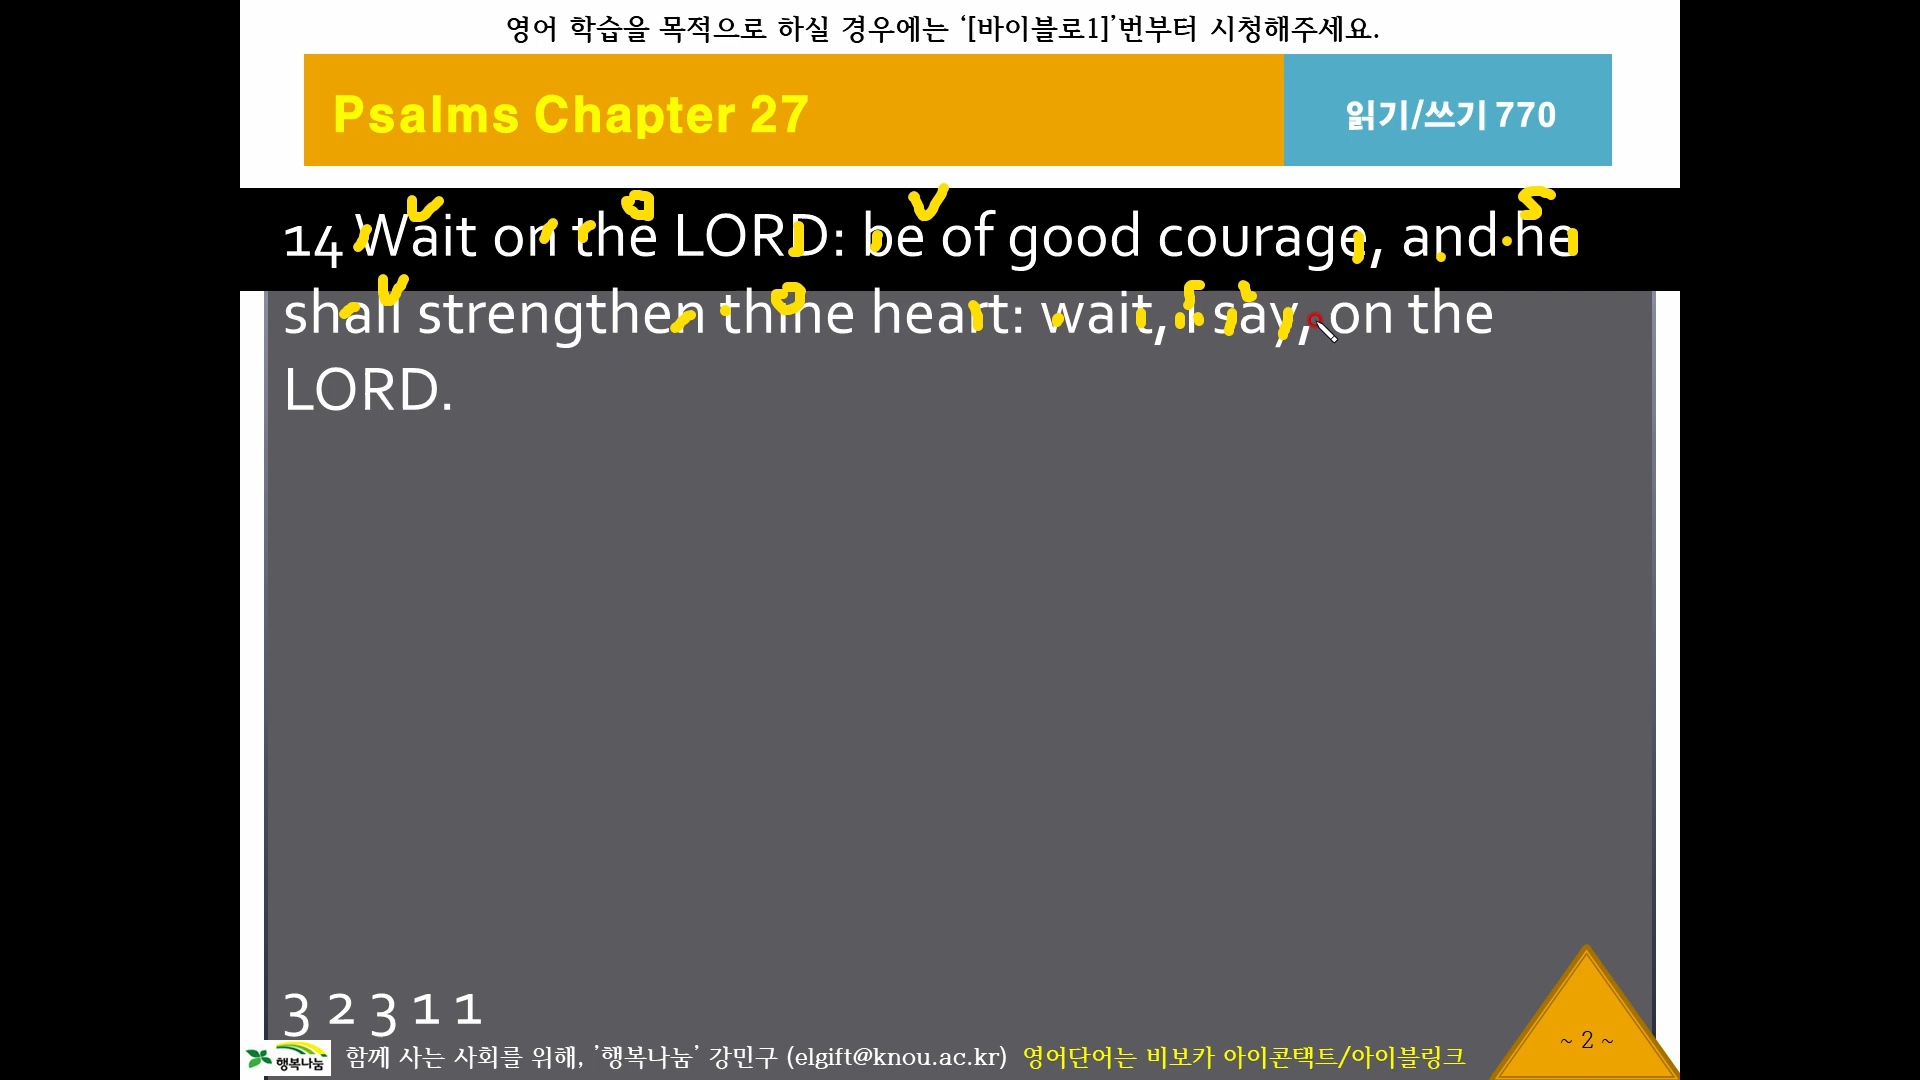 영어 학습을 목적으로 하실 경우에는 ‘[바이블로1]’번부터 시청해주세요.
Psalms Chapter 27
읽기/쓰기 770
14 Wait on the LORD: be of good courage, and he
shall strengthen thine heart: wait, I say, on the
LORD.
3 2 3 1 1
~ 2 ~
행복나눔 함께 사는 사회를 위해, ’행복나눔’ 강민구 (elgift@knou.ac.kr) 영어단어는 비보카 아이콘택트/아이블링크